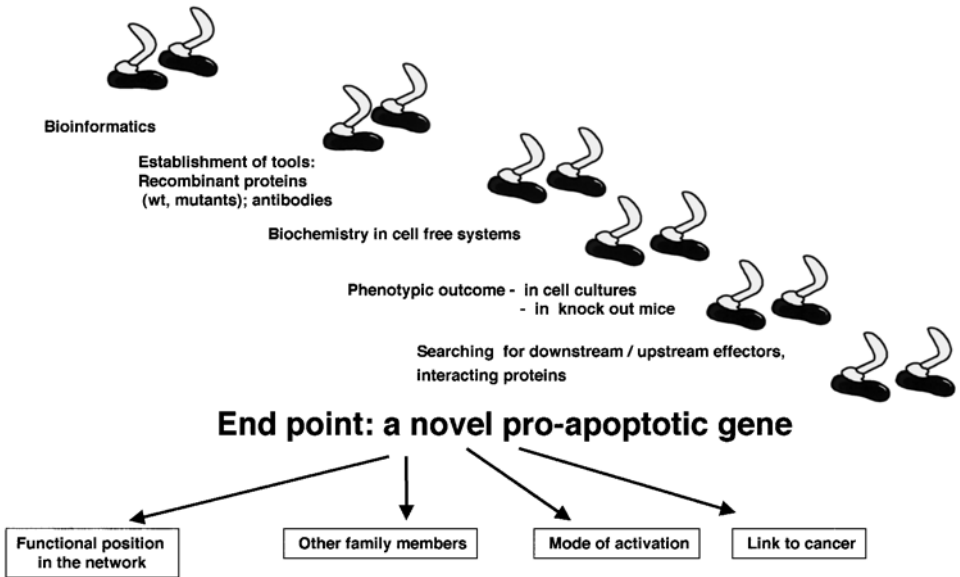 Bioinformatics
Establishment of tools:
Recombinant proteins
(wt, mutants); antibodies
Biochemistry in cell free systems
Phenotypic outcome - in cell cultures
- in knock out mice
Searching for downstream / upstream effectors,
interacting proteins
End point: a novel pro-apoptotic gene
Functional position
in the network
Other family members
Mode of activation
Link to cancer